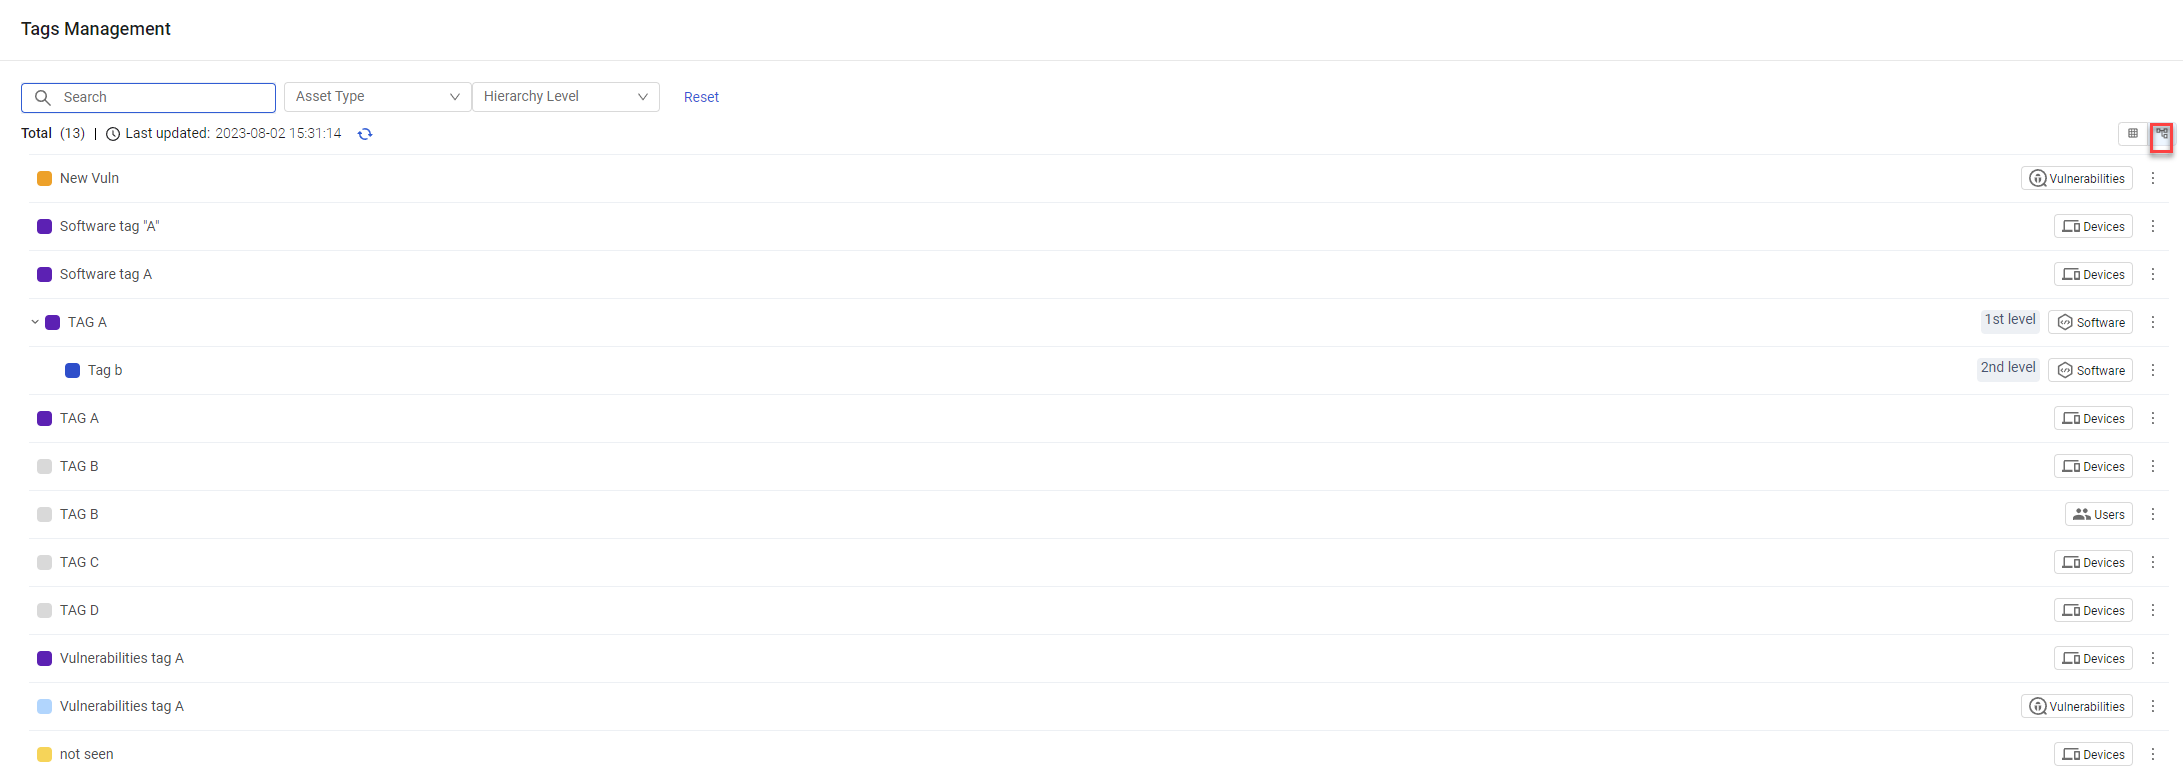 Tags Management
Search Asset Type Hierarchy Level Reset
Total (13) | Last updated: 2023-08-02 15:31:14
New Vuln Vulnerabilities
Software tag "A" Devices
Software tag A Devices
TAG A 1st level Software
Tag b 2nd level Software
TAG A Devices
TAG B Devices
TAG B Users
TAG C Devices
TAG D Devices
Vulnerabilities tag A Devices
Vulnerabilities tag A Vulnerabilities
not seen Devices